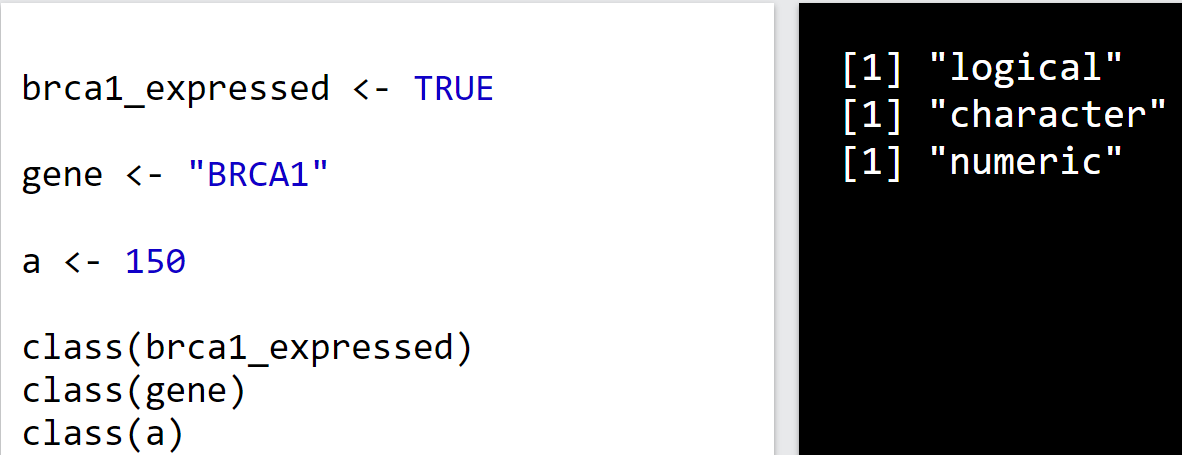 brca1_expressed <- TRUE
gene <- "BRCA1"
a <- 150
class(brca1_expressed)
class(gene)
class(a)
[1] "logical"
[1] "character"
[1] "numeric"